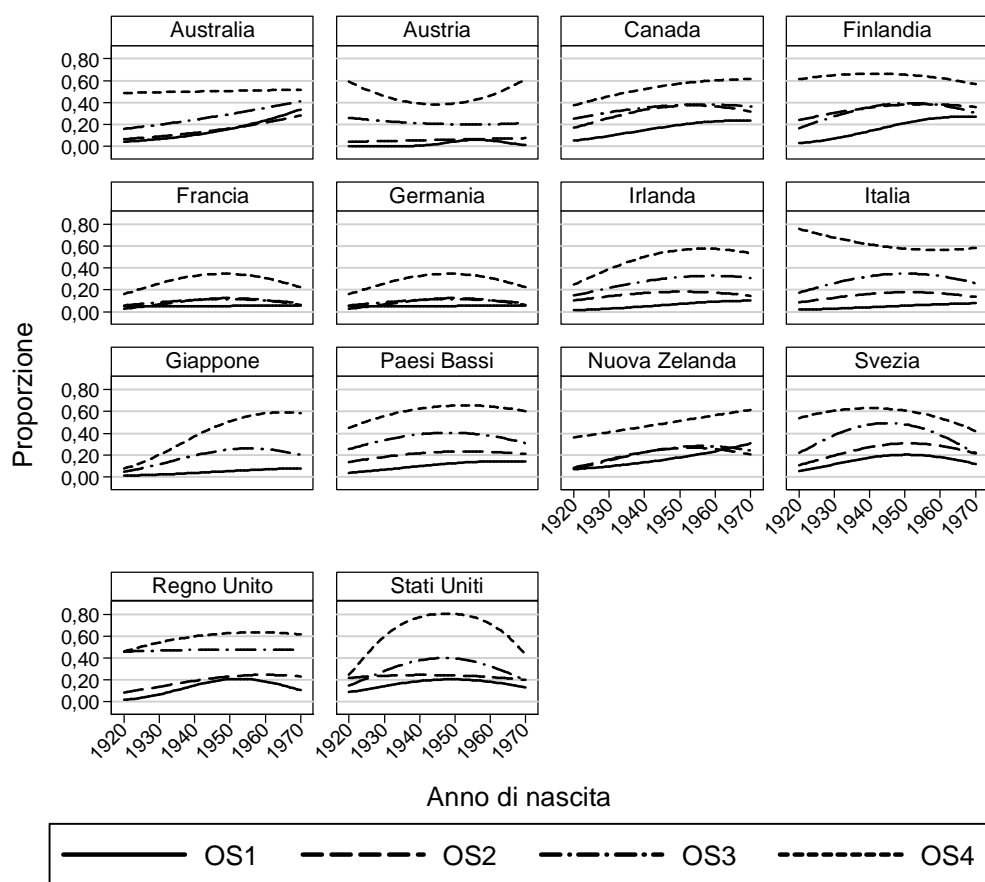 Australia Austria Canada Finlandia
0,80
0,60
0,40
0,20
0,00
Francia Germania Irlanda Italia
0,80
0,60
0,40
0,20
0,00
Giappone Paesi Bassi Nuova Zelanda Svezia
0,80
0,60
0,40
0,20
0,00
1920 1930 1940 1950 1960 1970 1920 1930 1940 1950 1960 1970
Regno Unito Stati Uniti
0,80
0,60
0,40
0,20
0,00
1920 1930 1940 1950 1960 1970 1920 1930 1940 1950 1960 1970
Proporzione
Anno di nascita
OS1 OS2 OS3 OS4